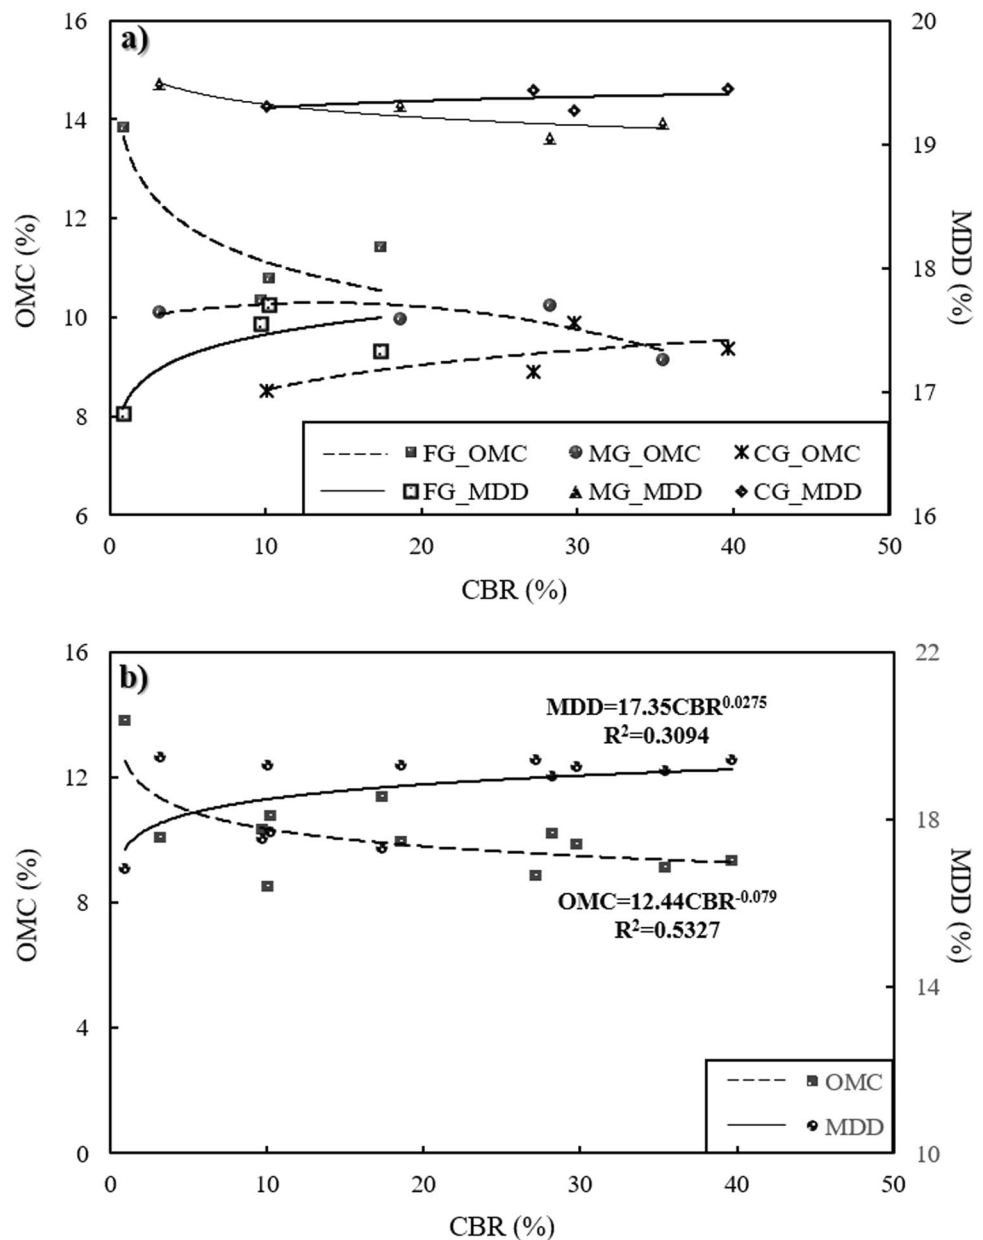 a)
16
14
12
10
8
6
OMC (%)
20
19
18
17
16
MDD (%)
FG_OMC MG_OMC CG_OMC
FG_MDD MG_MDD CG_MDD
0 10 20 30 40 50
CBR (%)
b)
16
12
8
4
0
OMC (%)
MDD=17.35CBR^0.0275
R²=0.3094
OMC=12.44CBR^-0.079
R²=0.5327
22
18
14
10
MDD (%)
OMC
MDD
0 10 20 30 40 50
CBR (%)